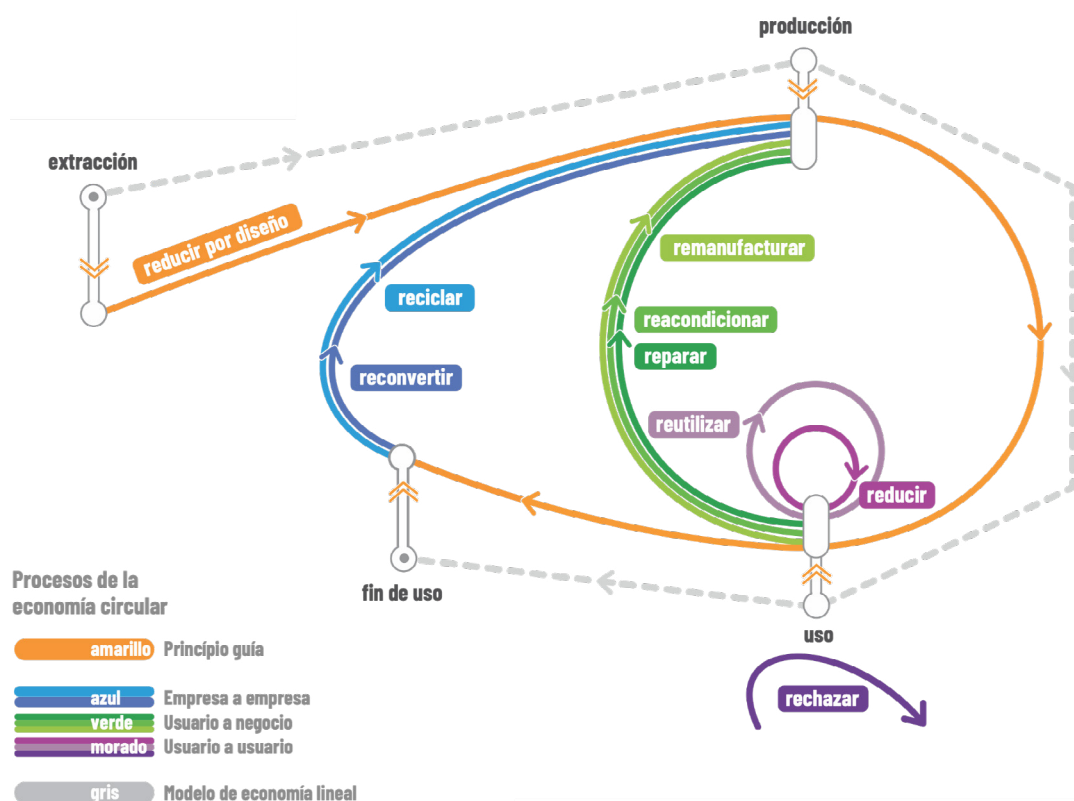 producción
extracción
reducir por diseño
remanufacturar
reciclar
reacondicionar
reparar
reconvertir
reutilizar
reducir
fin de uso
uso
rechazar
Procesos de la
economía circular
amarillo Princípio guía
azul Empresa a empresa
verde Usuario a negocio
morado Usuario a usuario
gris Modelo de economía lineal